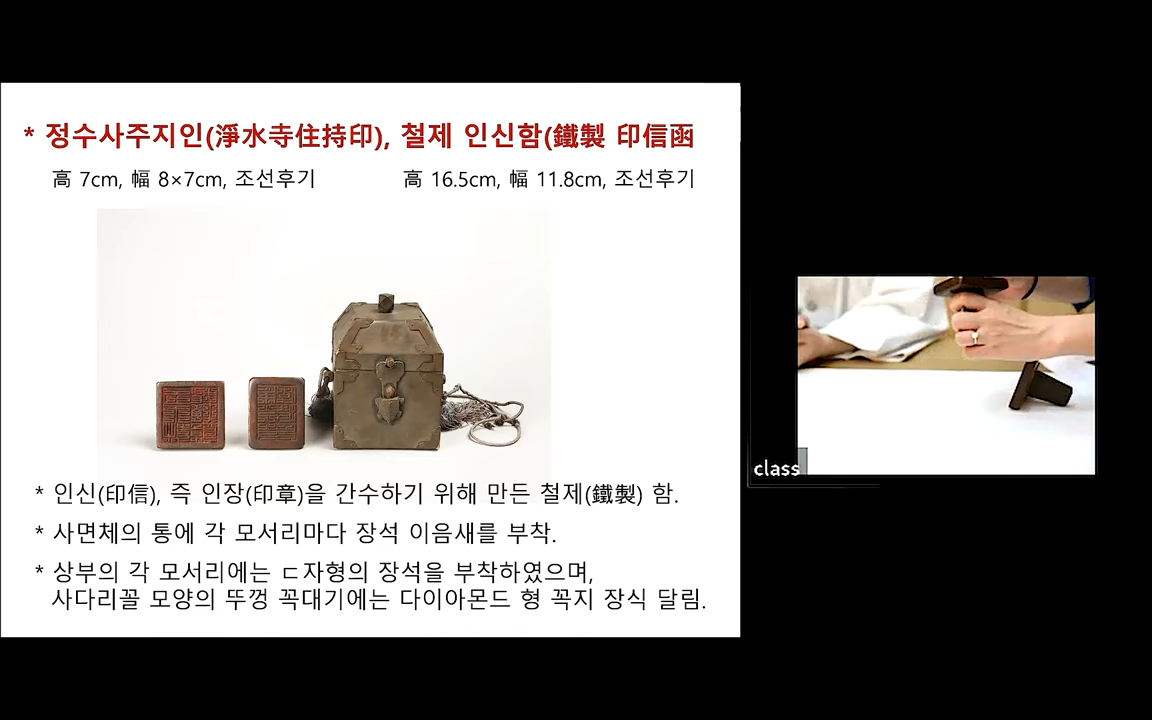 * 정수사주지인(淨水寺住持印), 철제 인신함(鐵製 印信函
高 7cm, 幅 8×7cm, 조선후기 高 16.5cm, 幅 11.8cm, 조선후기
* 인신(印信), 즉 인장(印章)을 간수하기 위해 만든 철제(鐵製) 함.
* 사면체의 통에 각 모서리마다 장석 이음새를 부착.
* 상부의 각 모서리에는 ㄷ자형의 장석을 부착하였으며,
사다리꼴 모양의 뚜껑 꼭대기에는 다이아몬드 형 꼭지 장식 달림.
class